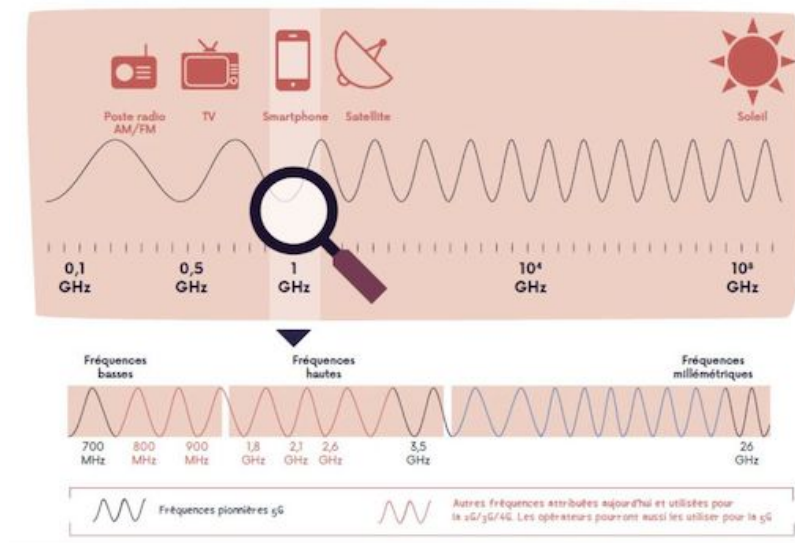 Poste radio
AM/FM
TV
Smartphone
Satellite
Soleil
0,1
GHz
0,5
GHz
1
GHz
10⁴
GHz
GHz
Fréquences
basses
Fréquences
hautes
Fréquences
millémétriques
700
MHz
800
MHz
900
MHz
1,8
GHz
2,1
GHz
2,6
GHz
3,5
GHz
26
GHz
Fréquences pionnières 5G
Autres fréquences attribuées aujourd'hui et utilisées pour
la 2G/3G/4G. Les opérateurs pourront aussi les utiliser pour la 5G